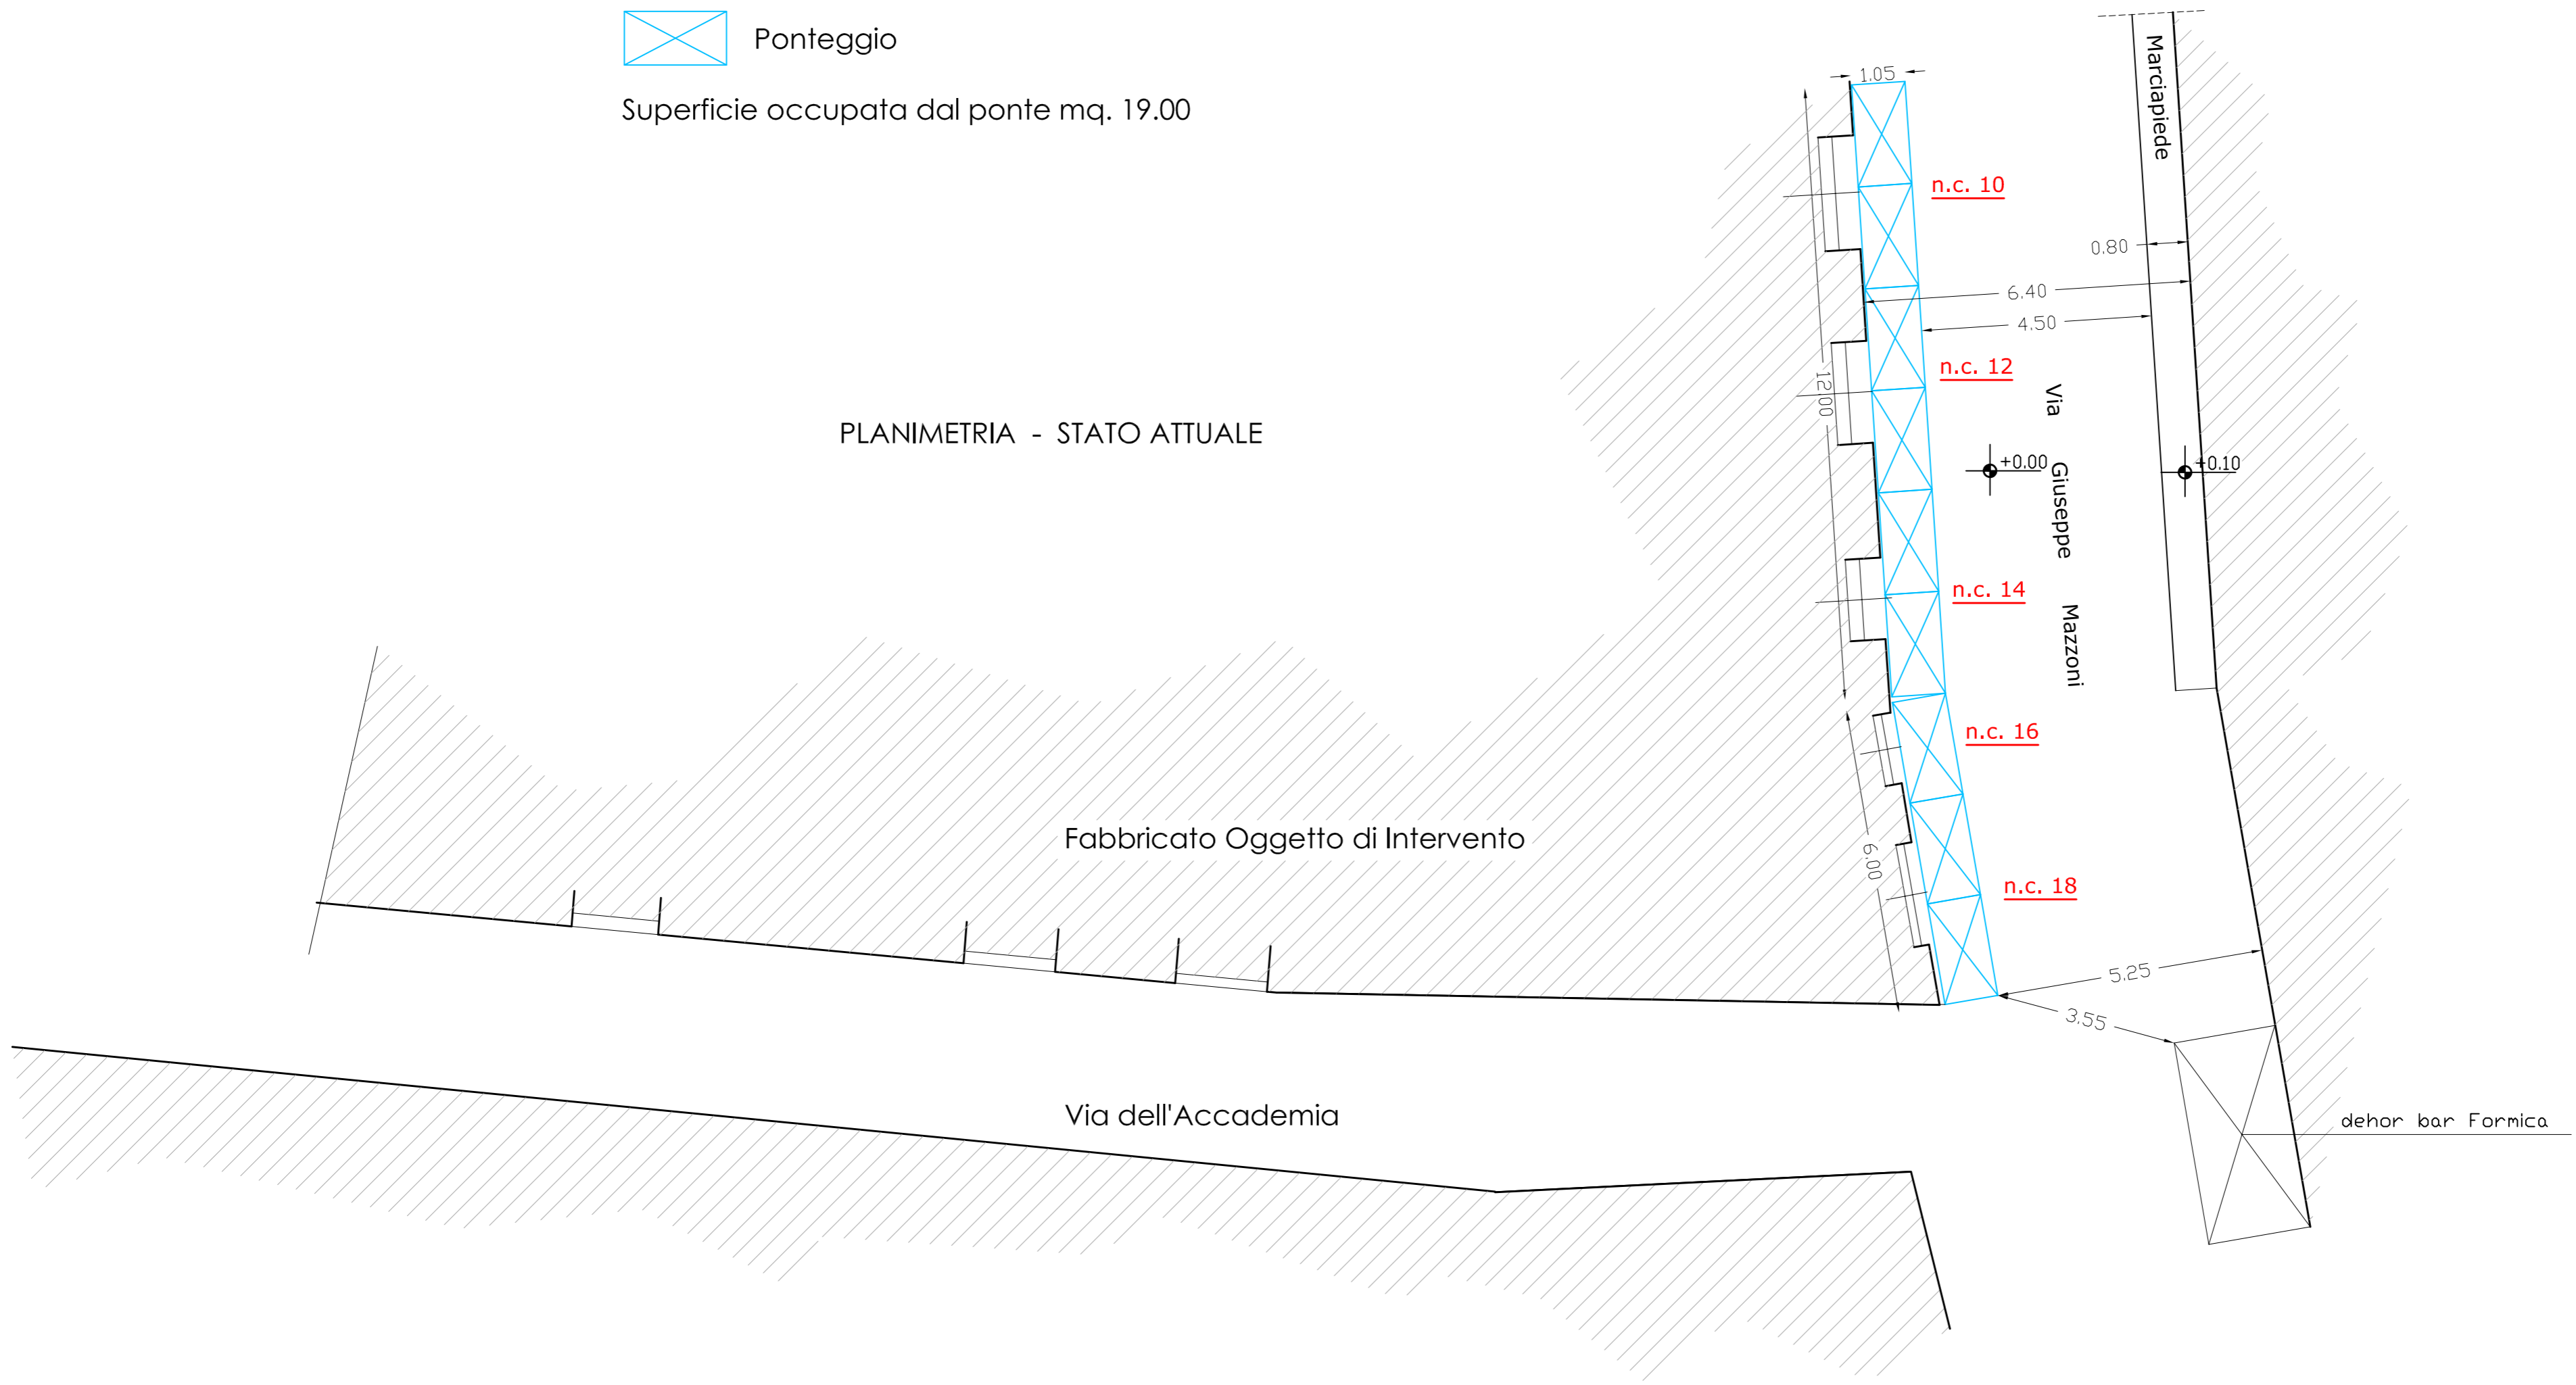 Ponteggio
Superficie occupata dal ponte mq. 19.00
PLANIMETRIA - STATO ATTUALE
1.05
Marciapiede
n.c. 10
0.80
6.40
4.50
n.c. 12
12.00
Via Giuseppe Mazzoni
+0.00
+0.10
n.c. 14
n.c. 16
Fabbricato Oggetto di Intervento
6.00
n.c. 18
5.25
3.55
Via dell'Accademia
dehor bar Formica